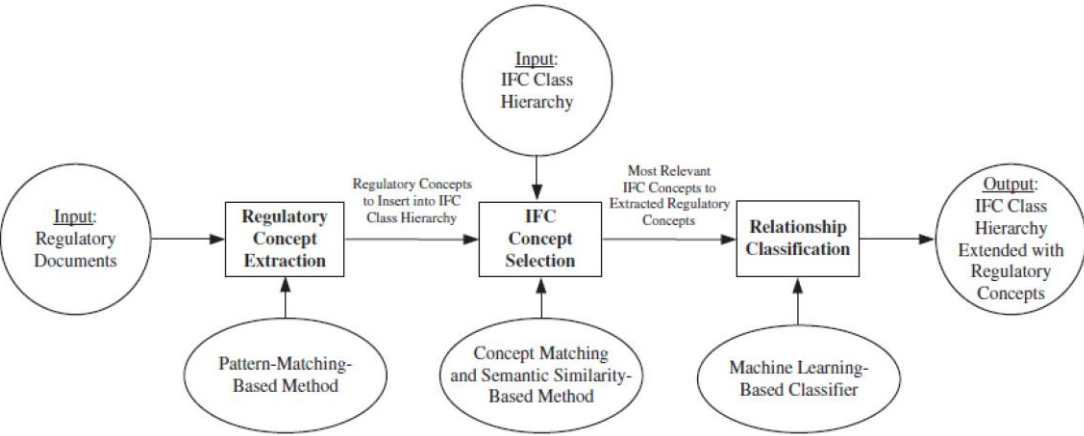 Input:
IFC Class
Hierarchy
Input:
Regulatory
Documents
Regulatory
Concept
Extraction
Regulatory Concepts
to Insert into IFC
Class Hierarchy
IFC
Concept
Selection
Most Relevant
IFC Concepts to
Extracted Regulatory
Concepts
Relationship
Classification
Output:
IFC Class
Hierarchy
Extended with
Regulatory
Concepts
Pattern-Matching-
Based Method
Concept Matching
and Semantic Similarity-
Based Method
Machine Learning-
Based Classifier